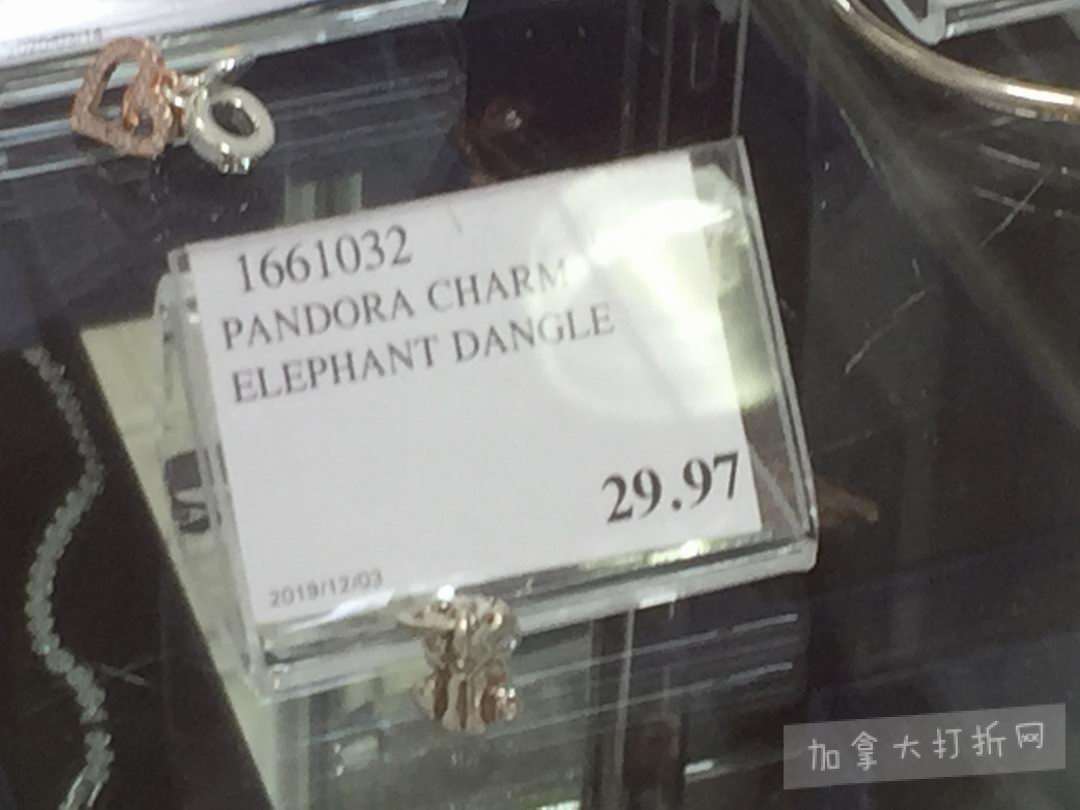 1661032
PANDORA CHARM
ELEPHANT DANGLE
29.97
2019/12/03
加拿大打折网